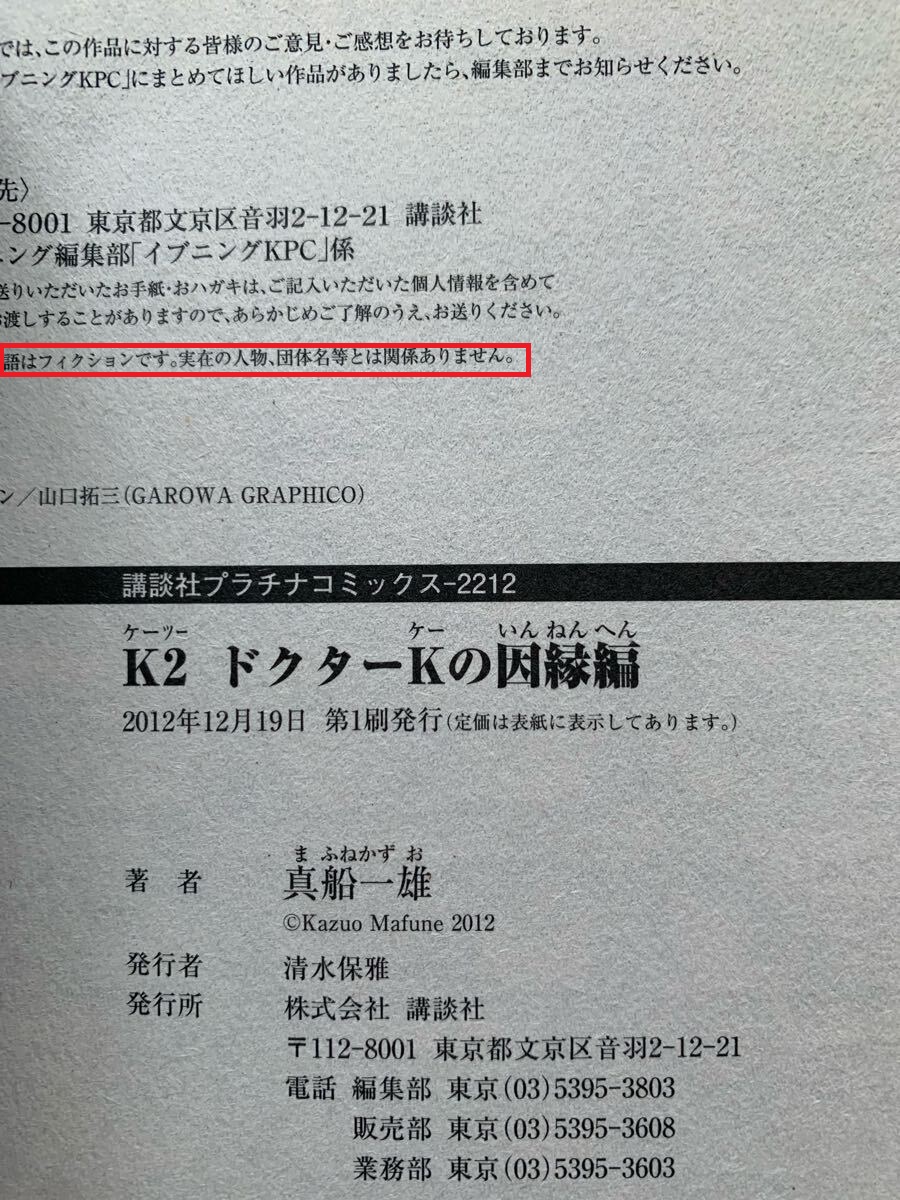 では、この作品に対する皆様のご意見・ご感想をお待ちしております。
ブニングKPC」にまとめてほしい作品がありましたら、編集部までお知らせください。
先〉
-8001 東京都文京区音羽2-12-21 講談社
ニング編集部「イブニングKPC」係
送りいただいたお手紙・おハガキは、ご記入いただいた個人情報を含めて
お渡しすることがありますので、あらかじめご了解のうえ、お送りください。
語はフィクションです。実在の人物、団体名等とは関係ありません。
ン／山口拓三(GAROWA GRAPHICO)
講談社プラチナコミックス-2212
ケーツー ケー いんねんへん
K2 ドクターKの因縁編
2012年12月19日 第1刷発行(定価は表紙に表示してあります。)
まふねかずお
著者 真船一雄
©Kazuo Mafune 2012
発行者 清水保雅
発行所 株式会社 講談社
〒112-8001 東京都文京区音羽2-12-21
電話 編集部 東京(03)5395-3803
販売部 東京(03)5395-3608
業務部 東京(03)5395-3603